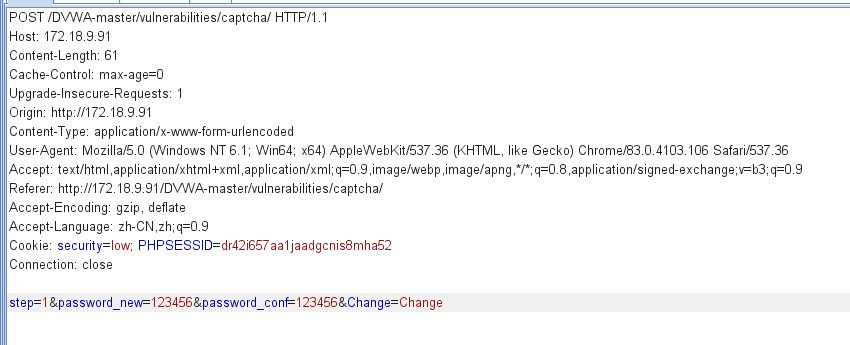 POST /DVWA-master/vulnerabilities/captcha/ HTTP/1.1
Host: 172.18.9.91
Content-Length: 61
Cache-Control: max-age=0
Upgrade-Insecure-Requests: 1
Origin: http://172.18.9.91
Content-Type: application/x-www-form-urlencoded
User-Agent: Mozilla/5.0 (Windows NT 6.1; Win64; x64) AppleWebKit/537.36 (KHTML, like Gecko) Chrome/83.0.4103.106 Safari/537.36
Accept: text/html,application/xhtml+xml,application/xml;q=0.9,image/webp,image/apng,*/*;q=0.8,application/signed-exchange;v=b3;q=0.9
Referer: http://172.18.9.91/DVWA-master/vulnerabilities/captcha/
Accept-Encoding: gzip, deflate
Accept-Language: zh-CN,zh;q=0.9
Cookie: security=low; PHPSESSID=dr42i657aa1jaadgcnis8mha52
Connection: close
step=1&password_new=123456&password_conf=123456&Change=Change